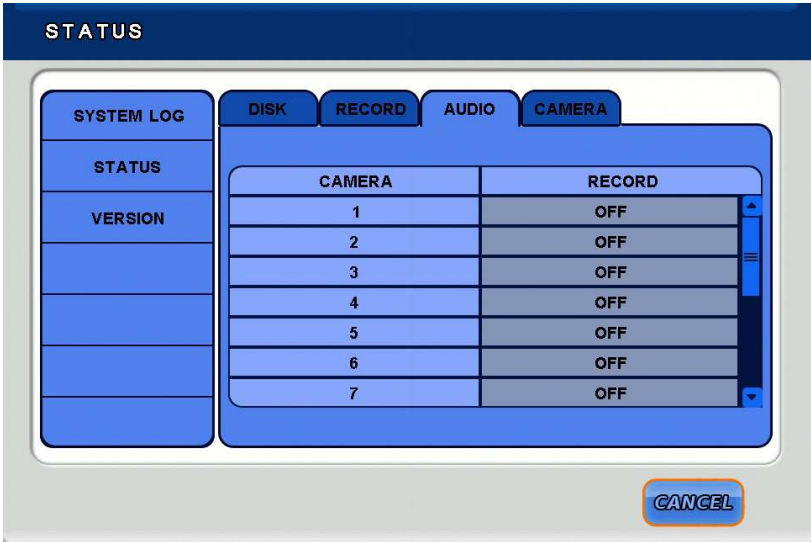 STATUS
SYSTEM LOG
STATUS
VERSION
DISK RECORD AUDIO CAMERA
CAMERA RECORD
1 OFF
2 OFF
3 OFF
4 OFF
5 OFF
6 OFF
7 OFF
CANCEL